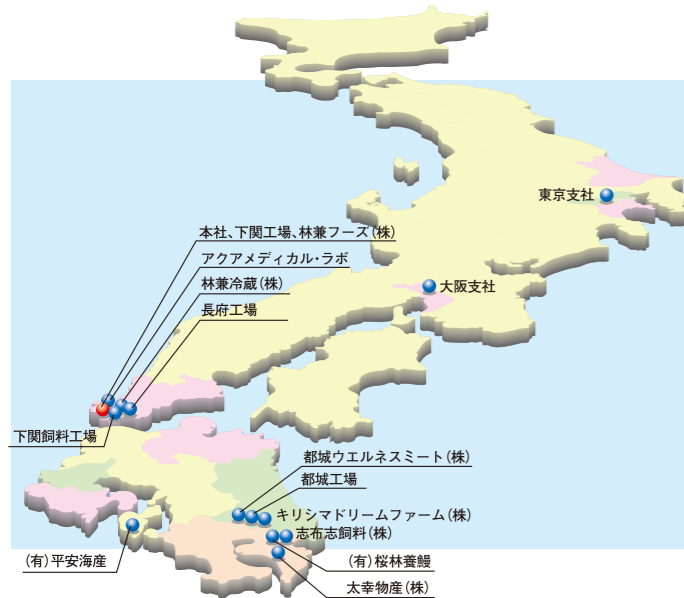 東京支社
本社、下関工場、林兼フーズ(株)
アクアメディカル・ラボ
林兼冷蔵(株)
大阪支社
長府工場
下関飼料工場
都城ウエルネスミート(株)
都城工場
キリシマドリームファーム(株)
志布志飼料(株)
(有)平安海産
(有)桜林養鰻
太幸物産(株)